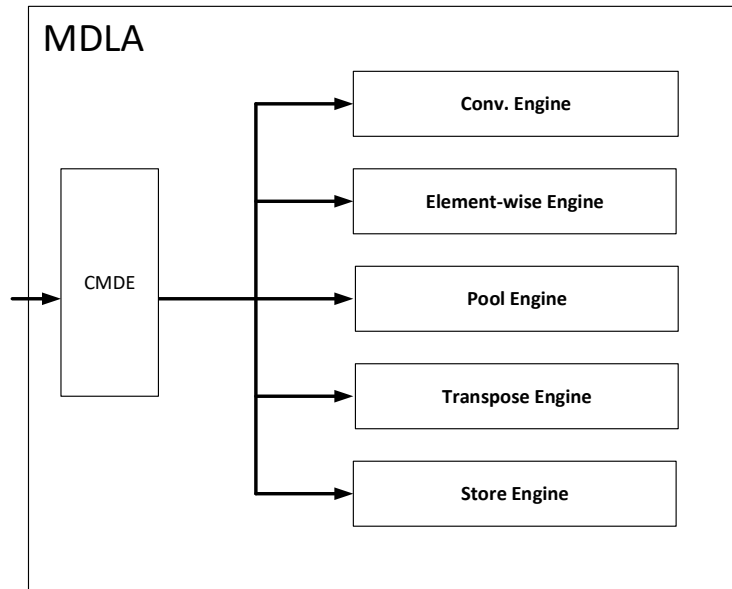 MDLA
Conv. Engine
Element-wise Engine
CMDE
Pool Engine
Transpose Engine
Store Engine